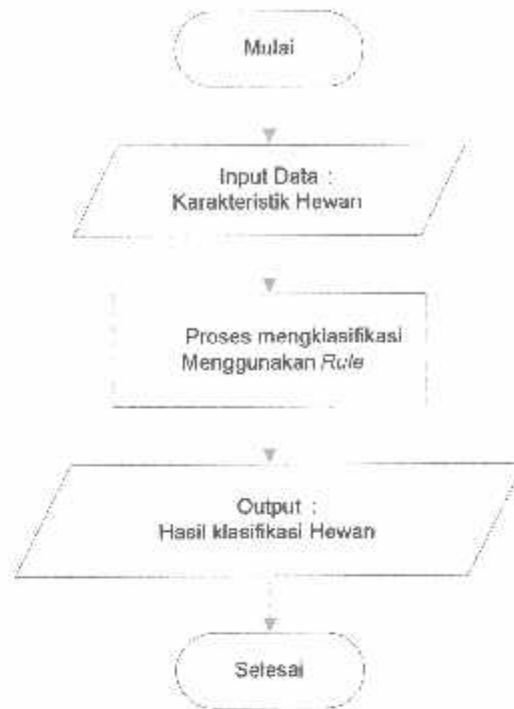 Mulai
Input Data :
Karakteristik Hewan
Proses mengklasifikasi
Menggunakan Rule
Output :
Hasil klasifikasi Hewan
Selesai